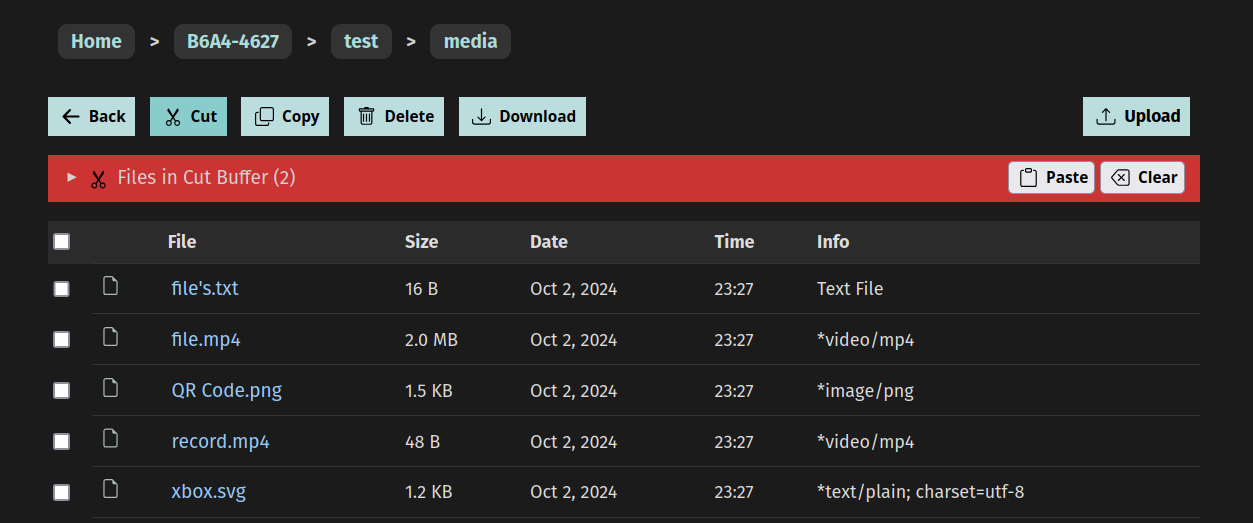 Home > B6A4-4627 > test > media
Back Cut Copy Delete Download Upload
Files in Cut Buffer (2) Paste Clear
File Size Date Time Info
file's.txt 16 B Oct 2, 2024 23:27 Text File
file.mp4 2.0 MB Oct 2, 2024 23:27 *video/mp4
QR Code.png 1.5 KB Oct 2, 2024 23:27 *image/png
record.mp4 48 B Oct 2, 2024 23:27 *video/mp4
xbox.svg 1.2 KB Oct 2, 2024 23:27 *text/plain; charset=utf-8